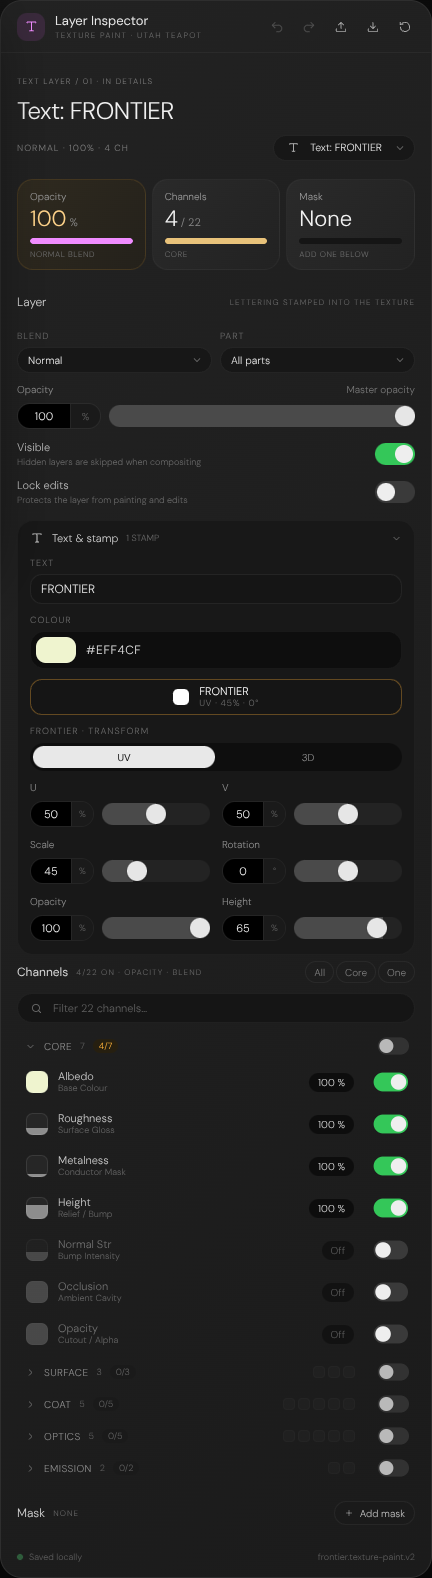 T
Layer Inspector
TEXTURE PAINT · UTAH TEAPOT
TEXT LAYER / 01 · IN DETAILS
Text: FRONTIER
NORMAL · 100% · 4 CH
T Text: FRONTIER
Opacity
100 %
NORMAL BLEND
Channels
4 / 22
CORE
Mask
None
ADD ONE BELOW
Layer
LETTERING STAMPED INTO THE TEXTURE
BLEND
PART
Normal
All parts
Opacity
Master opacity
100 %
Visible
Hidden layers are skipped when compositing
Lock edits
Protects the layer from painting and edits
T Text & stamp 1 STAMP
TEXT
FRONTIER
COLOUR
#EFF4CF
FRONTIER
UV · 45% · 0°
FRONTIER · TRANSFORM
UV
3D
U
V
50 %
50 %
Scale
Rotation
45 %
0 °
Opacity
Height
100 %
65 %
Channels 4/22 ON · OPACITY · BLEND
All
Core
One
Filter 22 channels…
CORE 7 4/7
Albedo
Base Colour
100 %
Roughness
Surface Gloss
100 %
Metalness
Conductor Mask
100 %
Height
Relief / Bump
100 %
Normal Str
Bump Intensity
Off
Occlusion
Ambient Cavity
Off
Opacity
Cutout / Alpha
Off
SURFACE 3 0/3
COAT 5 0/5
OPTICS 5 0/5
EMISSION 2 0/2
Mask NONE
+ Add mask
Saved locally
frontier.texture-paint.v2